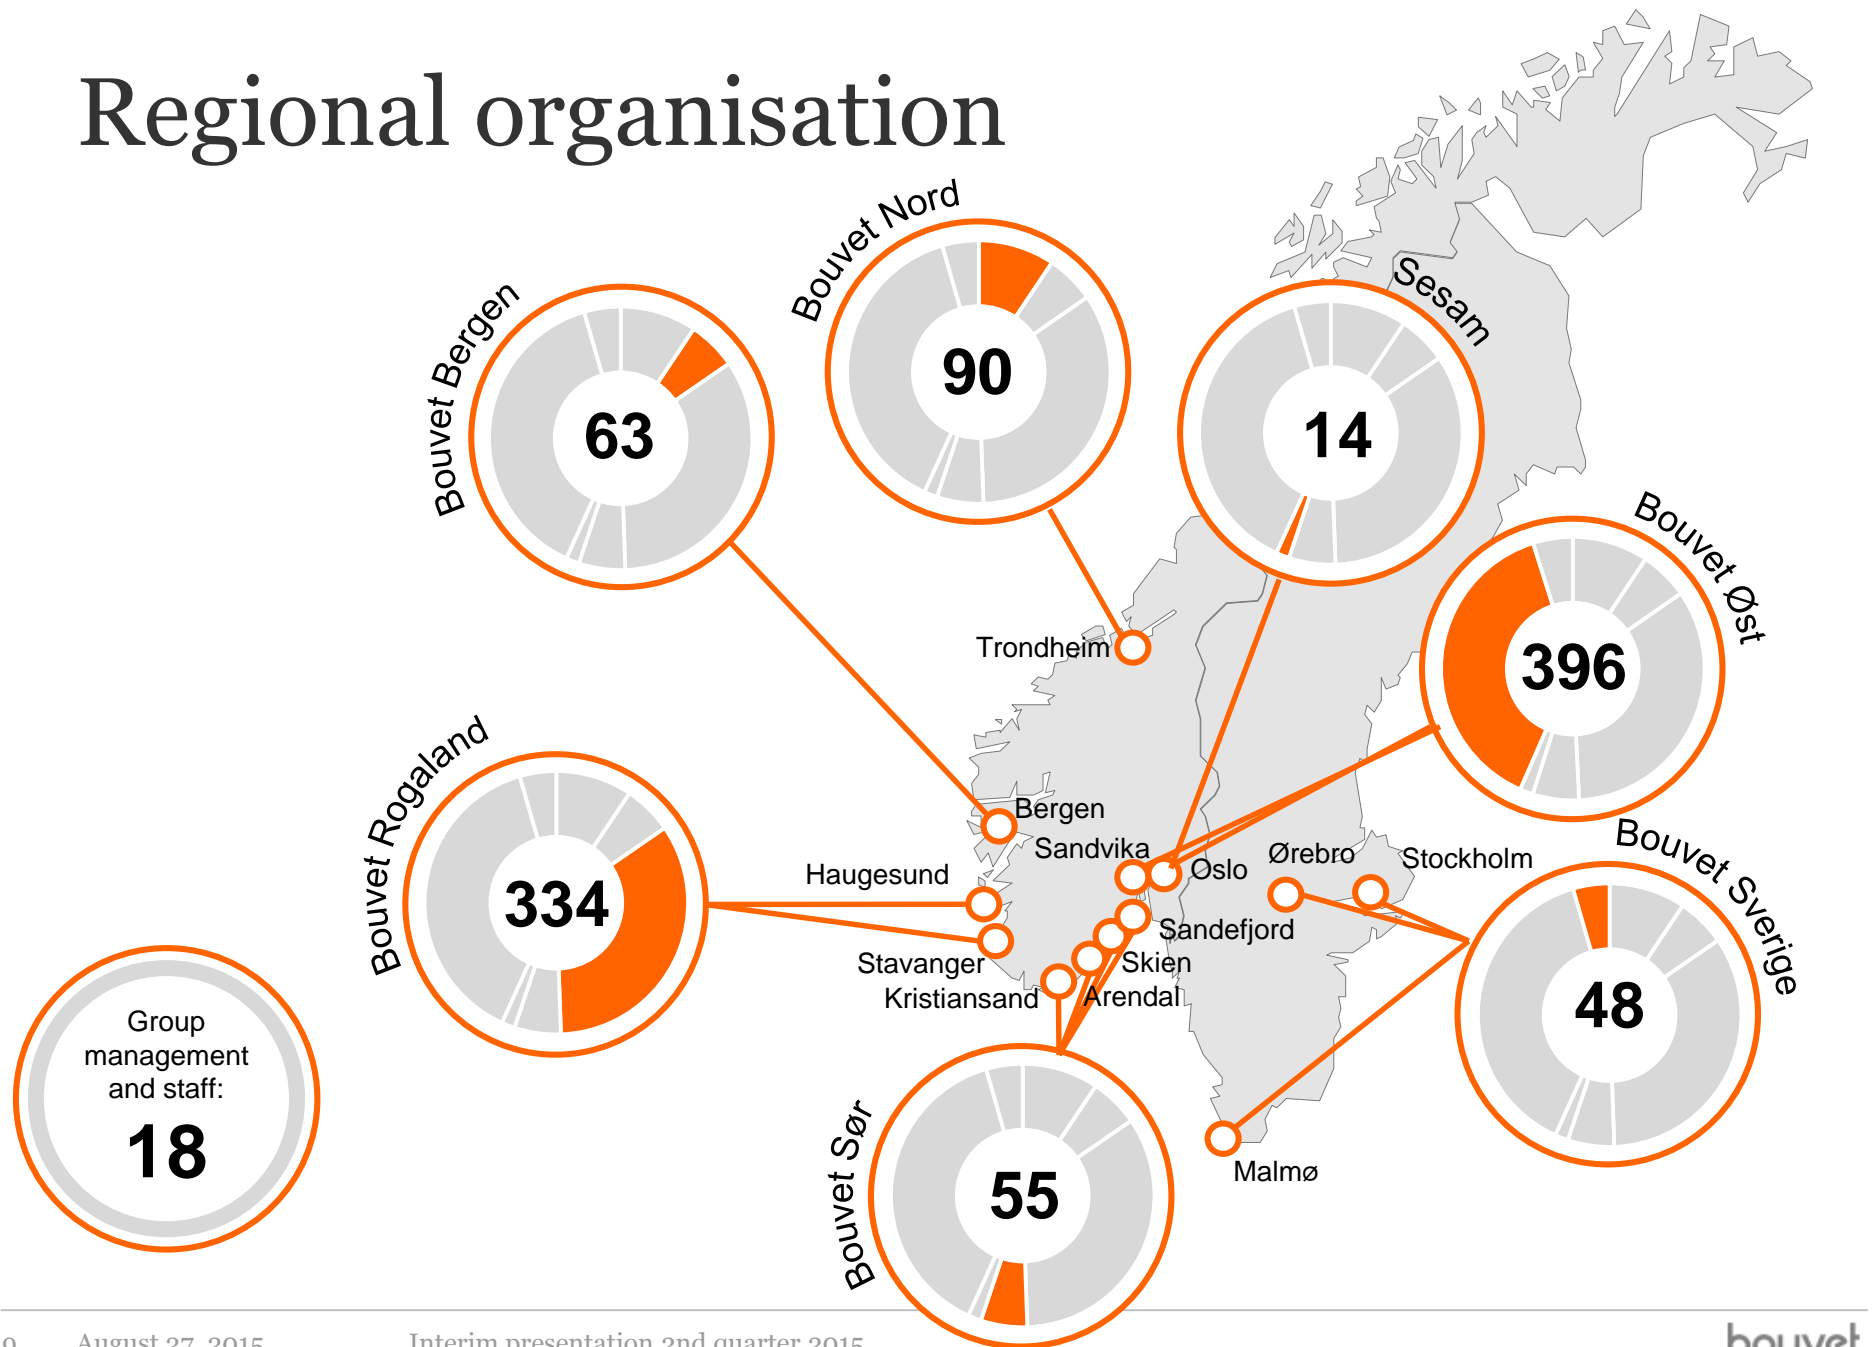 Regional organisation
Bouvet Nord
90
Bouvet Bergen
63
Sesam
14
Bouvet Øst
396
Trondheim
Bouvet Rogaland
334
Bergen
Sandvika
Oslo
Ørebro
Stockholm
Haugesund
Sandefjord
Stavanger
Skien
Kristiansand
Arendal
Bouvet Sverige
48
Group
management
and staff:
18
Malmø
Bouvet Sør
55
9
August 27, 2015
Interim presentation 2nd quarter 2015
bouvet